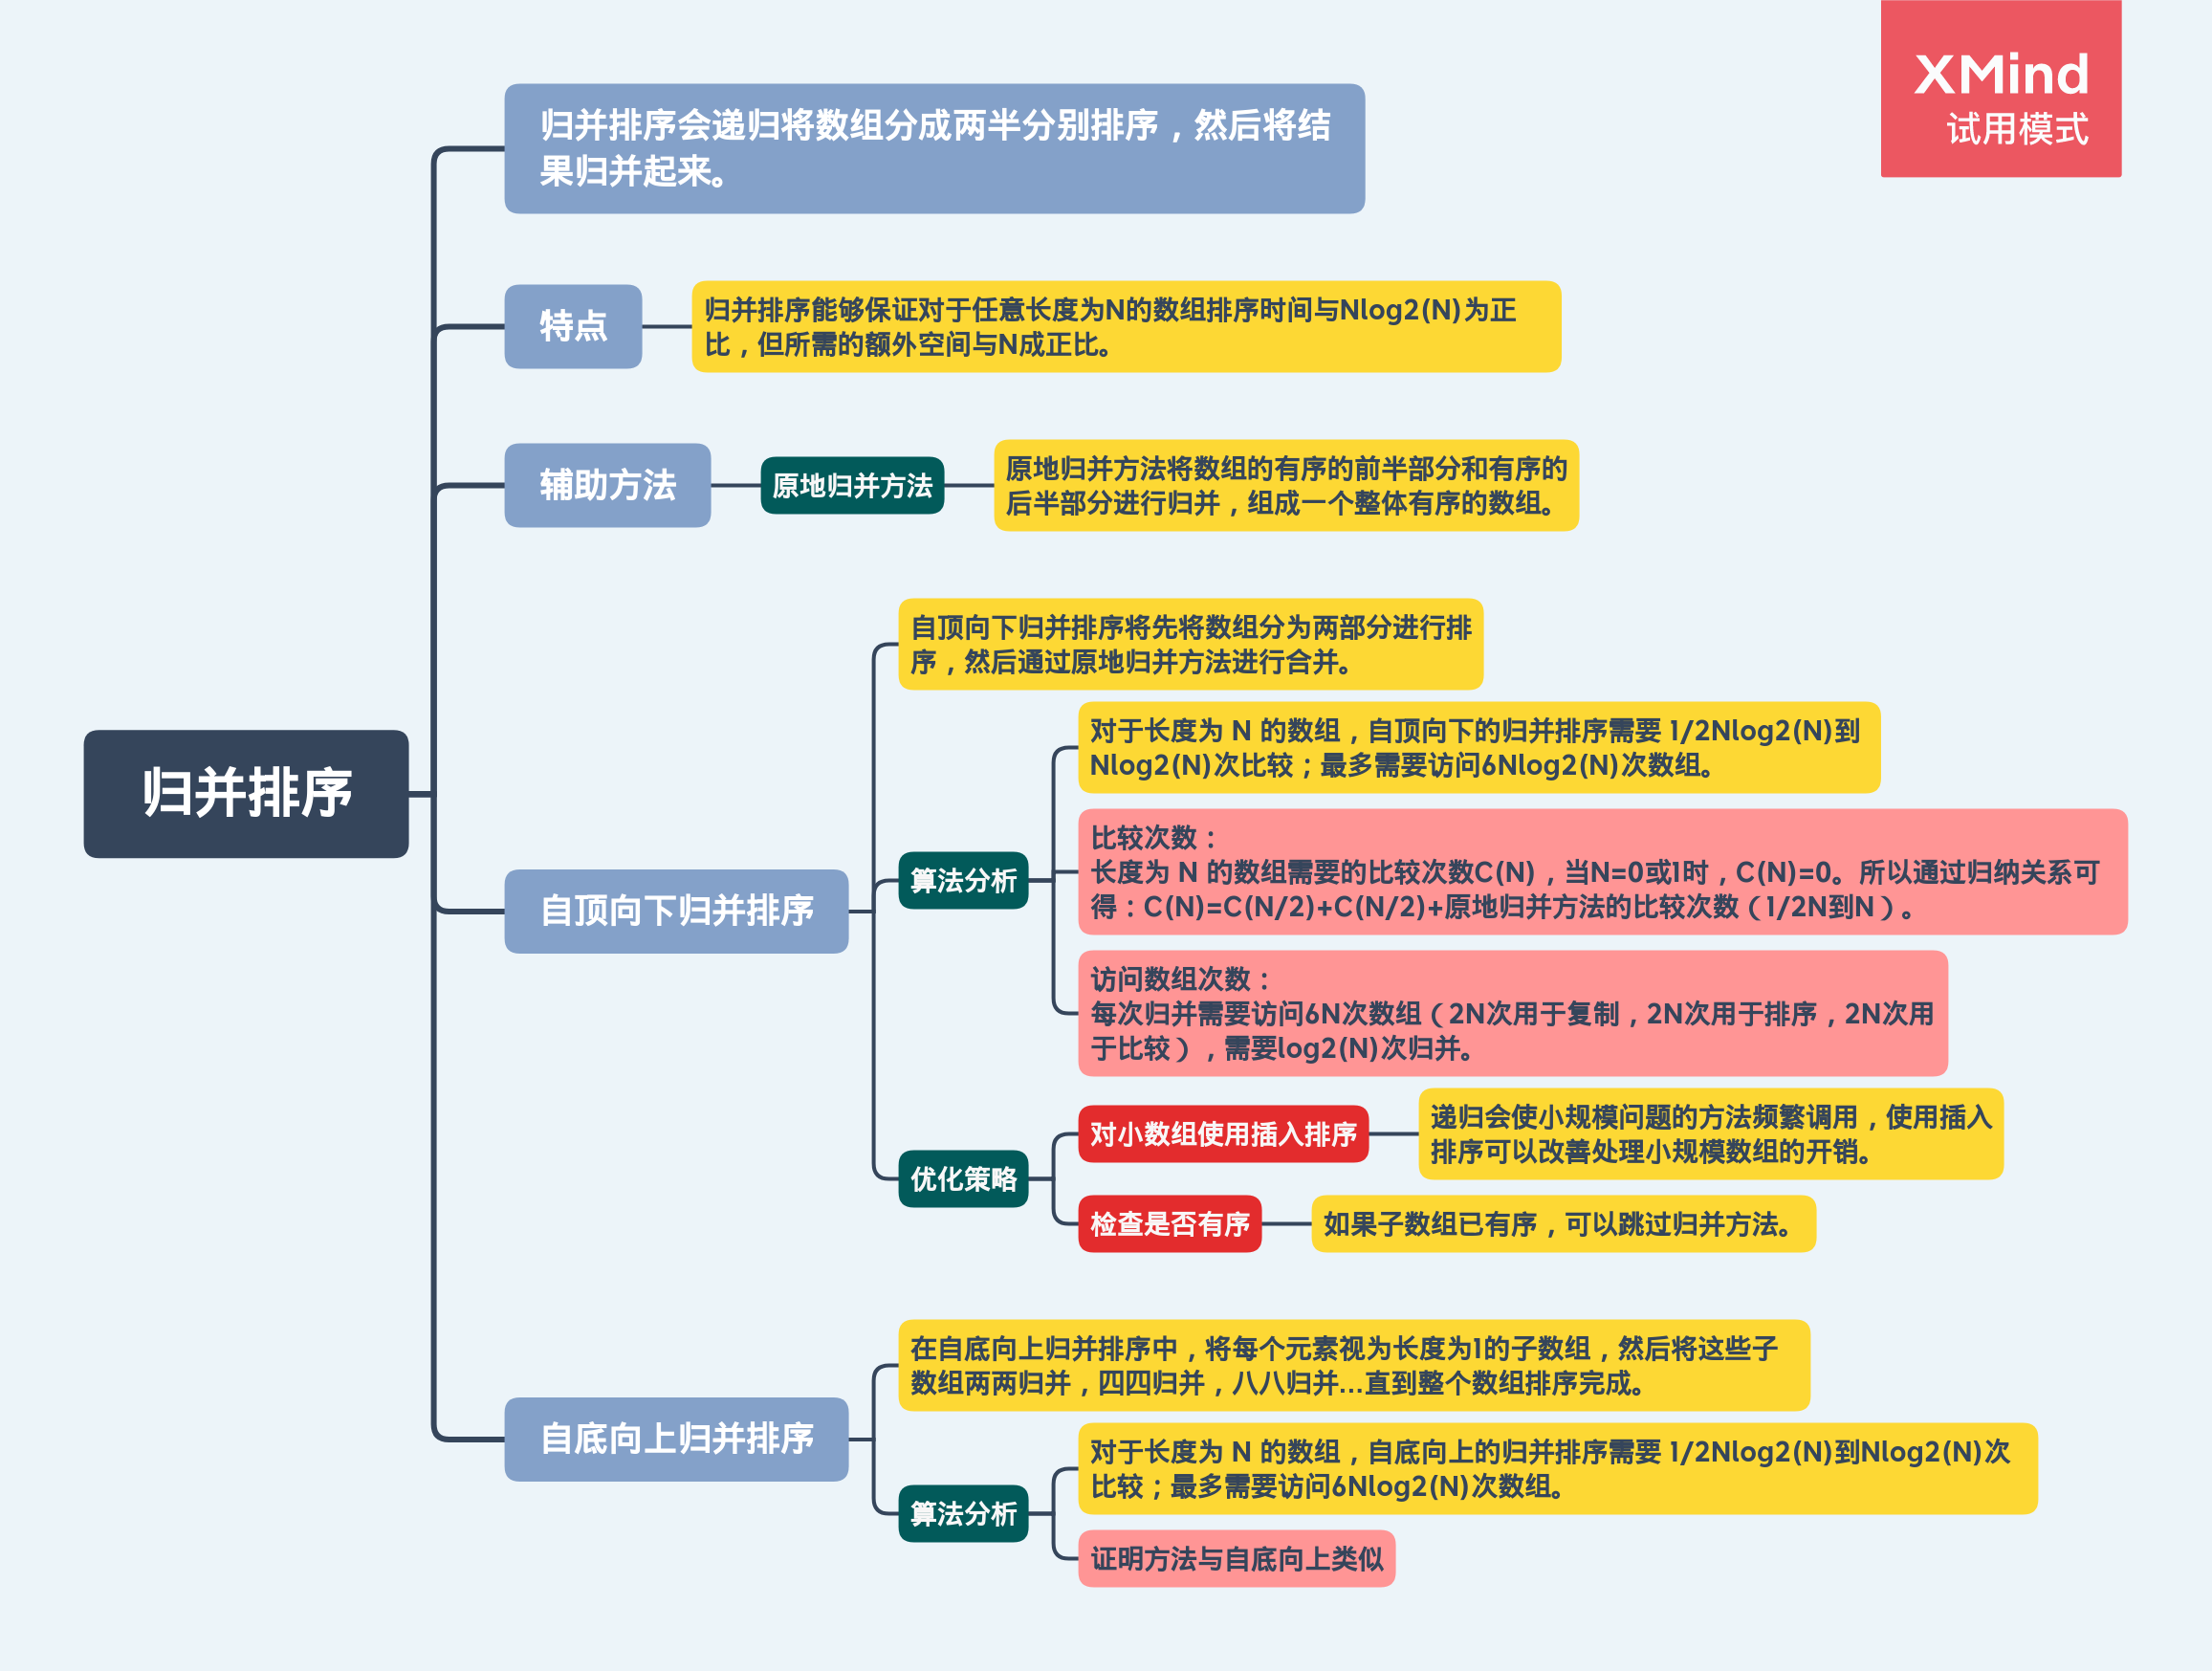 XMind
试用模式
归并排序会递归将数组分成两半分别排序，然后将结
果归并起来。
特点
归并排序能够保证对于任意长度为N的数组排序时间与Nlog2(N)为正
比，但所需的额外空间与N成正比。
辅助方法
原地归并方法
原地归并方法将数组的有序的前半部分和有序的
后半部分进行归并，组成一个整体有序的数组。
归并排序
自顶向下归并排序
自顶向下归并排序将先将数组分为两部分进行排
序，然后通过原地归并方法进行合并。
算法分析
对于长度为 N 的数组，自顶向下的归并排序需要 1/2Nlog2(N)到
Nlog2(N)次比较；最多需要访问6Nlog2(N)次数组。
比较次数：
长度为 N 的数组需要的比较次数C(N)，当N=0或1时，C(N)=0。所以通过归纳关系可
得：C(N)=C(N/2)+C(N/2)+原地归并方法的比较次数（1/2N到N）。
访问数组次数：
每次归并需要访问6N次数组（2N次用于复制，2N次用于排序，2N次用
于比较），需要log2(N)次归并。
优化策略
对小数组使用插入排序
递归会使小规模问题的方法频繁调用，使用插入
排序可以改善处理小规模数组的开销。
检查是否有序
如果子数组已有序，可以跳过归并方法。
自底向上归并排序
在自底向上归并排序中，将每个元素视为长度为1的子数组，然后将这些子
数组两两归并，四四归并，八八归并...直到整个数组排序完成。
算法分析
对于长度为 N 的数组，自底向上的归并排序需要 1/2Nlog2(N)到Nlog2(N)次
比较；最多需要访问6Nlog2(N)次数组。
证明方法与自底向上类似